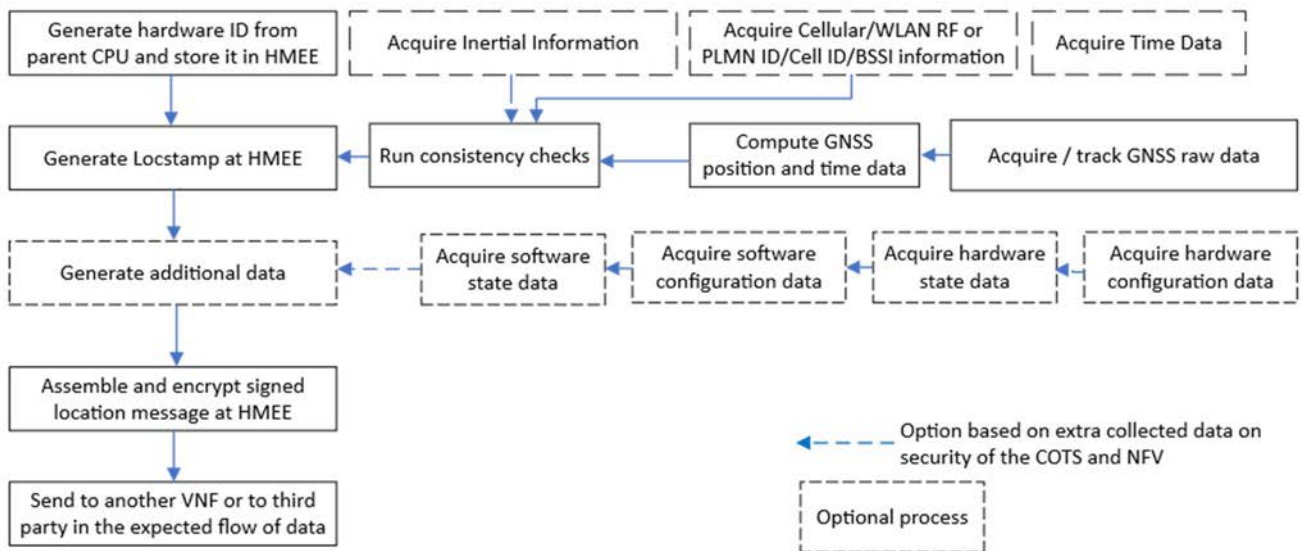 Generate hardware ID from
parent CPU and store it in HMEE
Acquire Inertial Information
Acquire Cellular/WLAN RF or
PLMN ID/Cell ID/BSSI information
Acquire Time Data
Generate Locstamp at HMEE
Run consistency checks
Compute GNSS
position and time data
Acquire / track GNSS raw data
Generate additional data
Acquire software
state data
Acquire software
configuration data
Acquire hardware
state data
Acquire hardware
configuration data
Assemble and encrypt signed
location message at HMEE
Option based on extra collected data on
security of the COTS and NFV
Send to another VNF or to third
party in the expected flow of data
Optional process